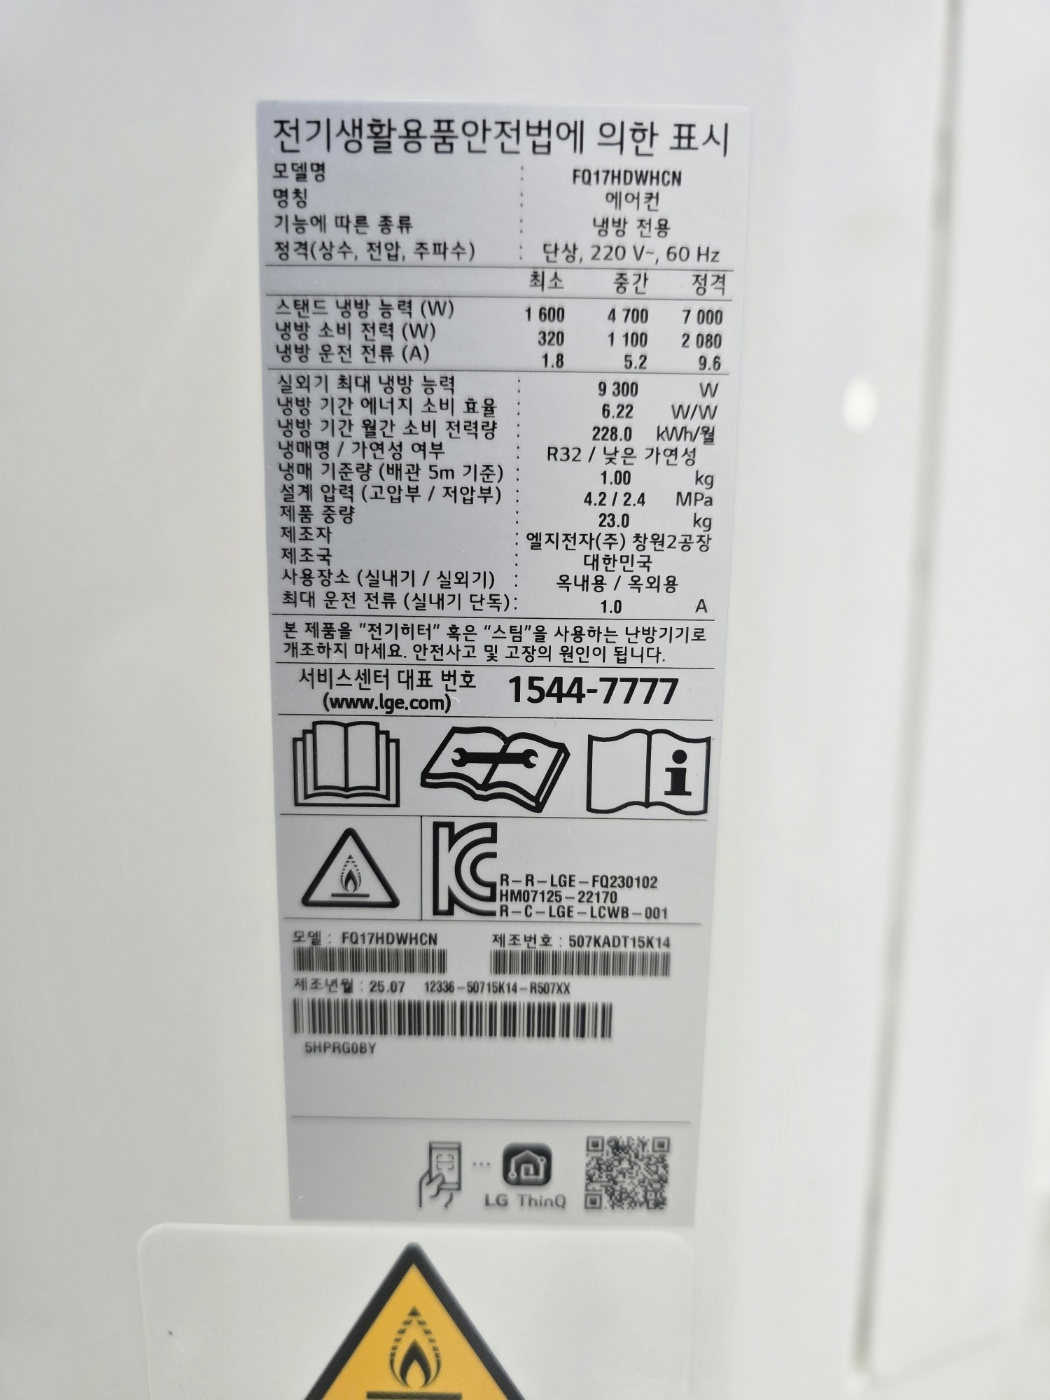 전기생활용품안전법에 의한 표시
모델명 : FQ17HDWHCN
명칭 : 에어컨
기능에 따른 종류 : 냉방 전용
정격(상수, 전압, 주파수) : 단상, 220 V~, 60 Hz
최소 중간 정격
스탠드 냉방 능력 (W) 1 600 4 700 7 000
냉방 소비 전력 (W) 320 1 100 2 080
냉방 운전 전류 (A) 1.8 5.2 9.6
실외기 최대 냉방 능력 : 9 300 W
냉방 기간 에너지 소비 효율 : 6.22 W/W
냉방 기간 월간 소비 전력량 : 228.0 kWh/월
냉매명 / 가연성 여부 : R32 / 낮은 가연성
냉매 기준량 (배관 5m 기준) : 1.00 kg
설계 압력 (고압부 / 저압부) : 4.2 / 2.4 MPa
제품 중량 : 23.0 kg
제조자 : 엘지전자(주) 창원2공장
제조국 : 대한민국
사용장소 (실내기 / 실외기) : 옥내용 / 옥외용
최대 운전 전류 (실내기 단독) : 1.0 A
본 제품을 "전기히터" 혹은 "스팀"을 사용하는 난방기기로
개조하지 마세요. 안전사고 및 고장의 원인이 됩니다.
서비스센터 대표 번호 1544-7777
(www.lge.com)
R-R-LGE-FQ230102
HM07125-22170
R-C-LGE-LCWB-001
모델 : FQ17HDWHCN 제조번호 : 507KADT15K14
제조년월 : 25.07 12336-50715K14-R507XX
5HPRG0BY
LG ThinQ